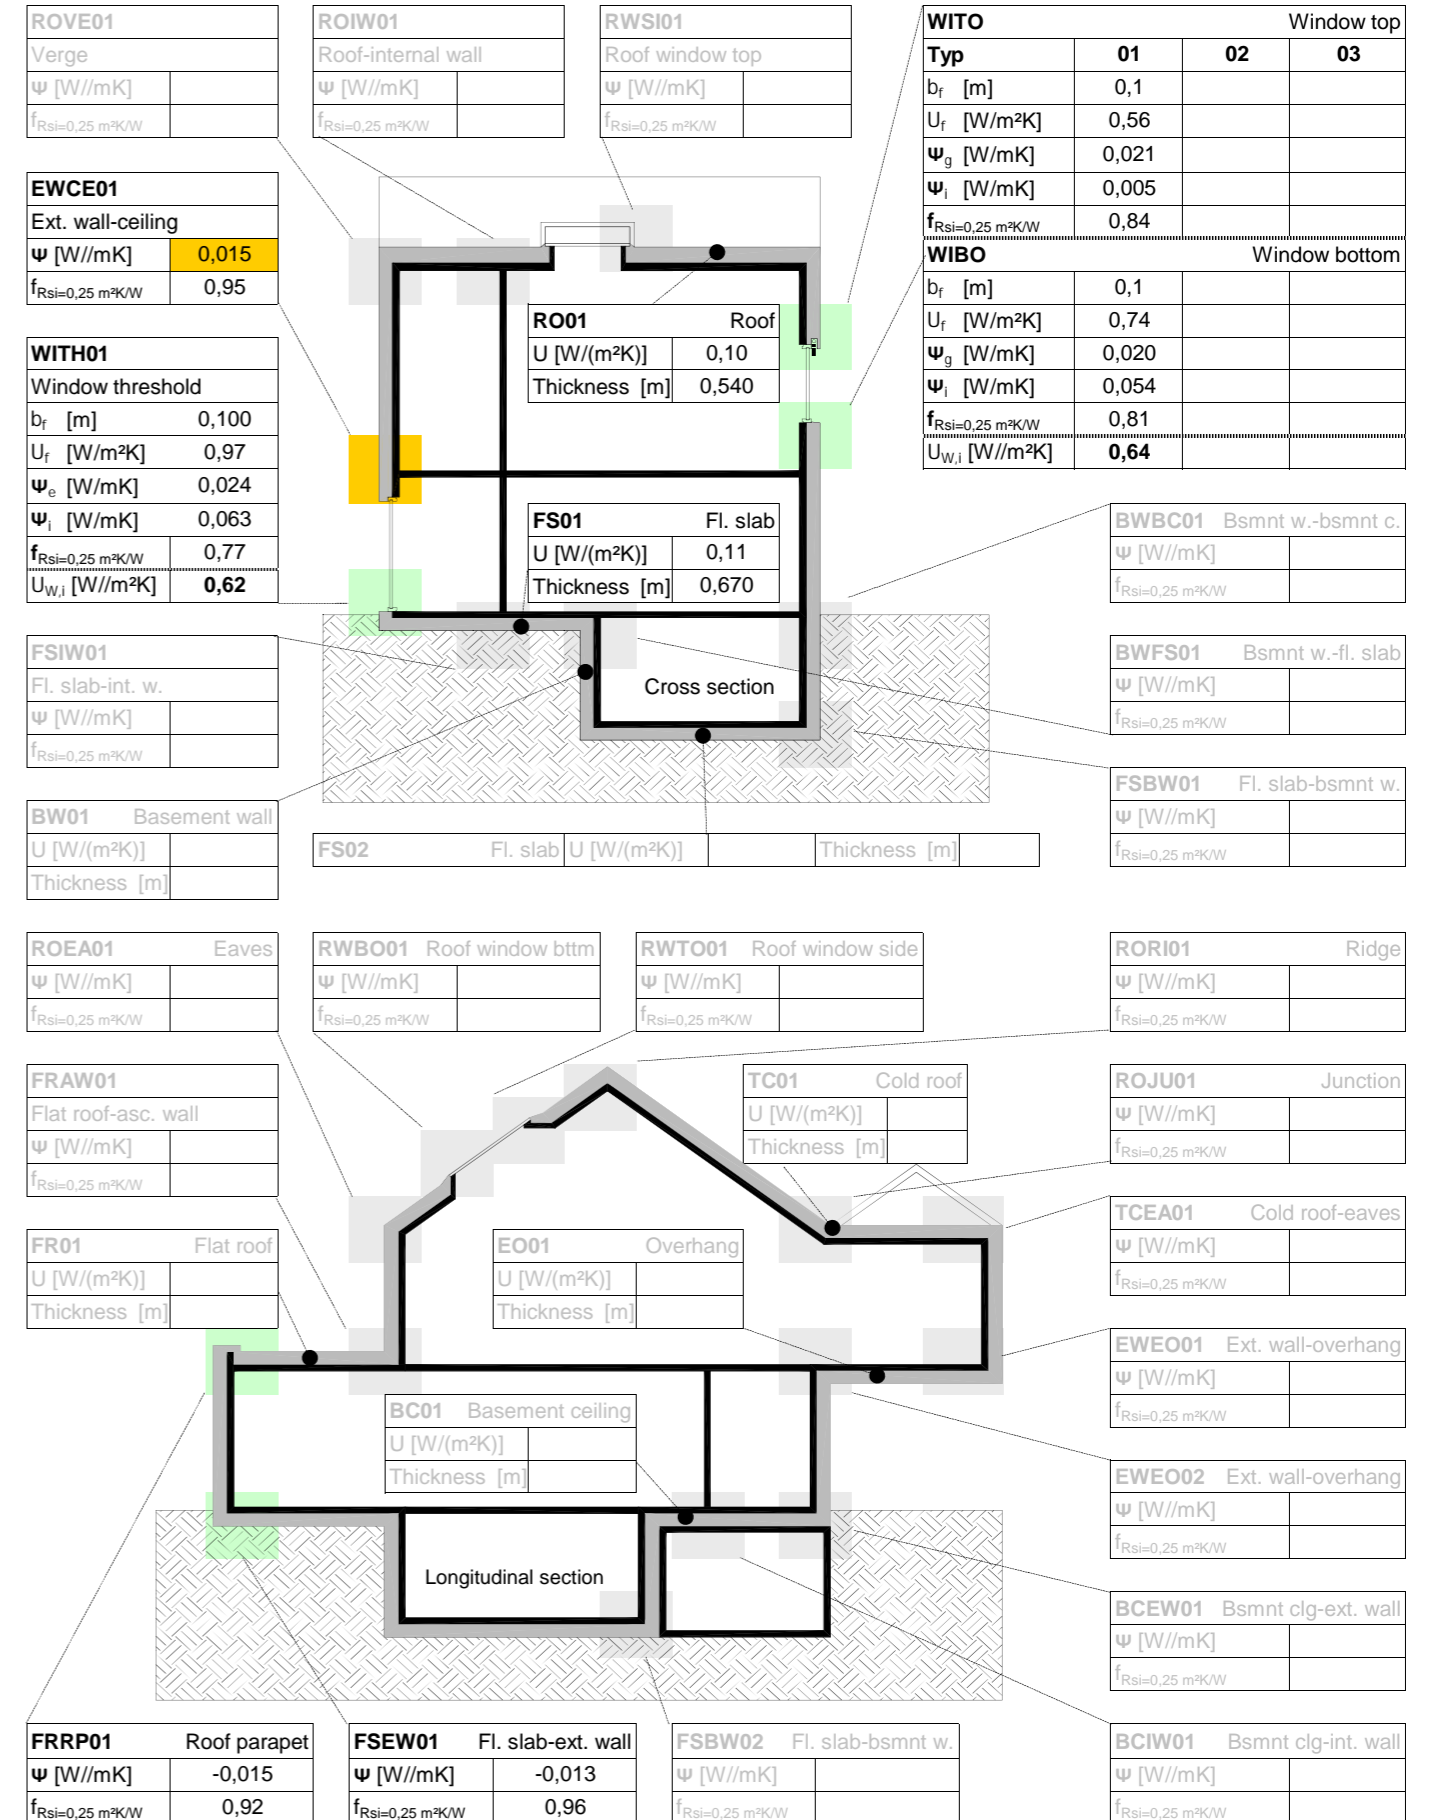 ROVE01
Verge
Ψ [W//mK]
fRsi=0,25 m²K/W
ROIW01
Roof-internal wall
Ψ [W//mK]
fRsi=0,25 m²K/W
RWSI01
Roof window top
Ψ [W//mK]
fRsi=0,25 m²K/W
WITO Window top
Typ 01 02 03
bf [m] 0,1
Uf [W/m²K] 0,56
Ψg [W/mK] 0,021
Ψi [W/mK] 0,005
fRsi=0,25 m²K/W 0,84
WIBO Window bottom
bf [m] 0,1
Uf [W/m²K] 0,74
Ψg [W/mK] 0,020
Ψi [W/mK] 0,054
fRsi=0,25 m²K/W 0,81
UW,i [W//m²K] 0,64
EWCE01
Ext. wall-ceiling
Ψ [W//mK] 0,015
fRsi=0,25 m²K/W 0,95
WITH01
Window threshold
bf [m] 0,100
Uf [W/m²K] 0,97
Ψe [W/mK] 0,024
Ψi [W/mK] 0,063
fRsi=0,25 m²K/W 0,77
UW,i [W//m²K] 0,62
RO01 Roof
U [W/(m²K)] 0,10
Thickness [m] 0,540
FS01 Fl. slab
U [W/(m²K)] 0,11
Thickness [m] 0,670
Cross section
BWBC01 Bsmnt w.-bsmnt c.
Ψ [W//mK]
fRsi=0,25 m²K/W
FSIW01
Fl. slab-int. w.
Ψ [W//mK]
fRsi=0,25 m²K/W
BWFS01 Bsmnt w.-fl. slab
Ψ [W//mK]
fRsi=0,25 m²K/W
FSBW01 Fl. slab-bsmnt w.
Ψ [W//mK]
fRsi=0,25 m²K/W
BW01 Basement wall
U [W/(m²K)]
Thickness [m]
FS02 Fl. slab U [W/(m²K)] Thickness [m]
ROEA01 Eaves
Ψ [W//mK]
fRsi=0,25 m²K/W
RWBO01 Roof window bttm
Ψ [W//mK]
fRsi=0,25 m²K/W
RWTO01 Roof window side
Ψ [W//mK]
fRsi=0,25 m²K/W
RORI01 Ridge
Ψ [W//mK]
fRsi=0,25 m²K/W
FRAW01
Flat roof-asc. wall
Ψ [W//mK]
fRsi=0,25 m²K/W
TC01 Cold roof
U [W/(m²K)]
Thickness [m]
ROJU01 Junction
Ψ [W//mK]
fRsi=0,25 m²K/W
FR01 Flat roof
U [W/(m²K)]
Thickness [m]
EO01 Overhang
U [W/(m²K)]
Thickness [m]
TCEA01 Cold roof-eaves
Ψ [W//mK]
fRsi=0,25 m²K/W
EWEO01 Ext. wall-overhang
Ψ [W//mK]
fRsi=0,25 m²K/W
BC01 Basement ceiling
U [W/(m²K)]
Thickness [m]
EWEO02 Ext. wall-overhang
Ψ [W//mK]
fRsi=0,25 m²K/W
Longitudinal section
BCEW01 Bsmnt clg-ext. wall
Ψ [W//mK]
fRsi=0,25 m²K/W
FRRP01 Roof parapet
Ψ [W//mK] -0,015
fRsi=0,25 m²K/W 0,92
FSEW01 Fl. slab-ext. wall
Ψ [W//mK] -0,013
fRsi=0,25 m²K/W 0,96
FSBW02 Fl. slab-bsmnt w.
Ψ [W//mK]
fRsi=0,25 m²K/W
BCIW01 Bsmnt clg-int. wall
Ψ [W//mK]
fRsi=0,25 m²K/W